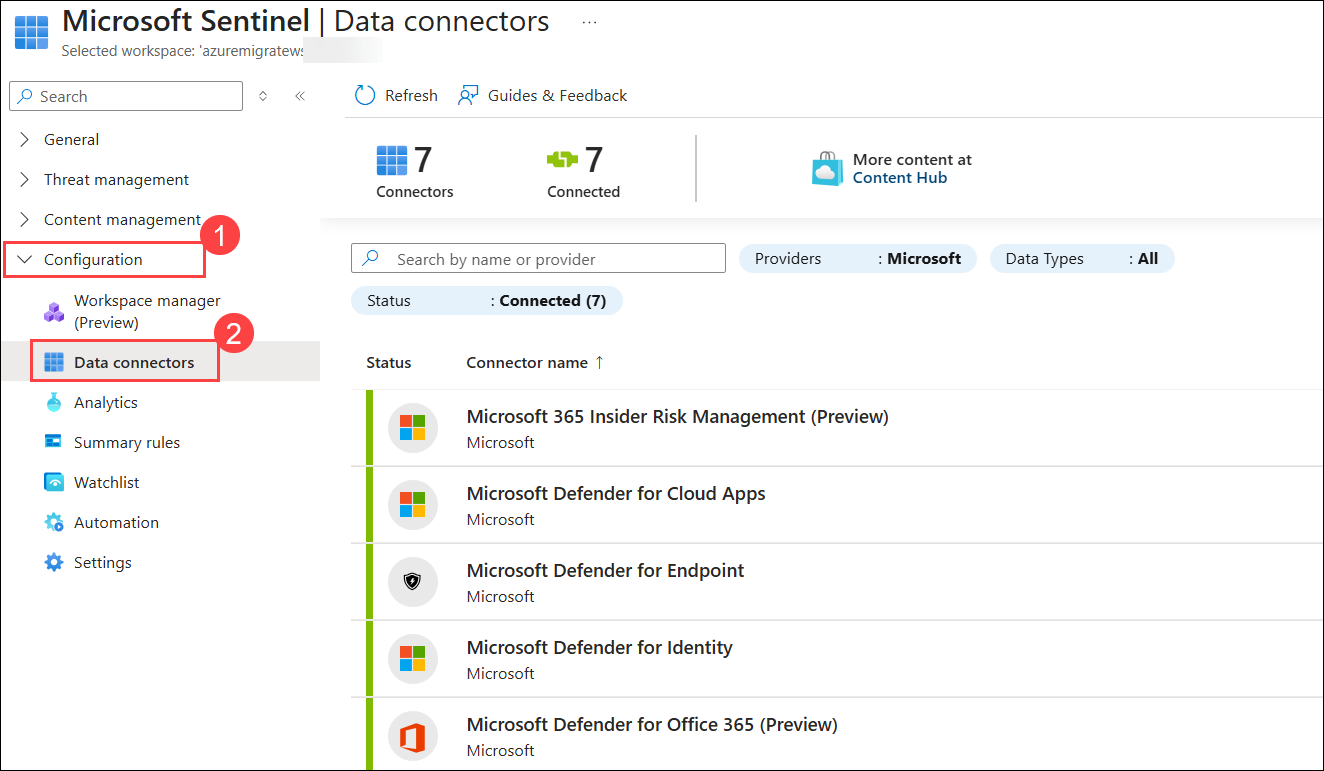 Microsoft Sentinel | Data connectors ...
Selected workspace: 'azuremigratews
Search
General
Threat management
Content management
1
Configuration
Workspace manager
(Preview)
2
Data connectors
Analytics
Summary rules
Watchlist
Automation
Settings
Refresh
Guides & Feedback
7
Connectors
7
Connected
More content at
Content Hub
Search by name or provider
Providers : Microsoft
Data Types : All
Status : Connected (7)
Status Connector name ↑
Microsoft 365 Insider Risk Management (Preview)
Microsoft
Microsoft Defender for Cloud Apps
Microsoft
Microsoft Defender for Endpoint
Microsoft
Microsoft Defender for Identity
Microsoft
Microsoft Defender for Office 365 (Preview)
Microsoft